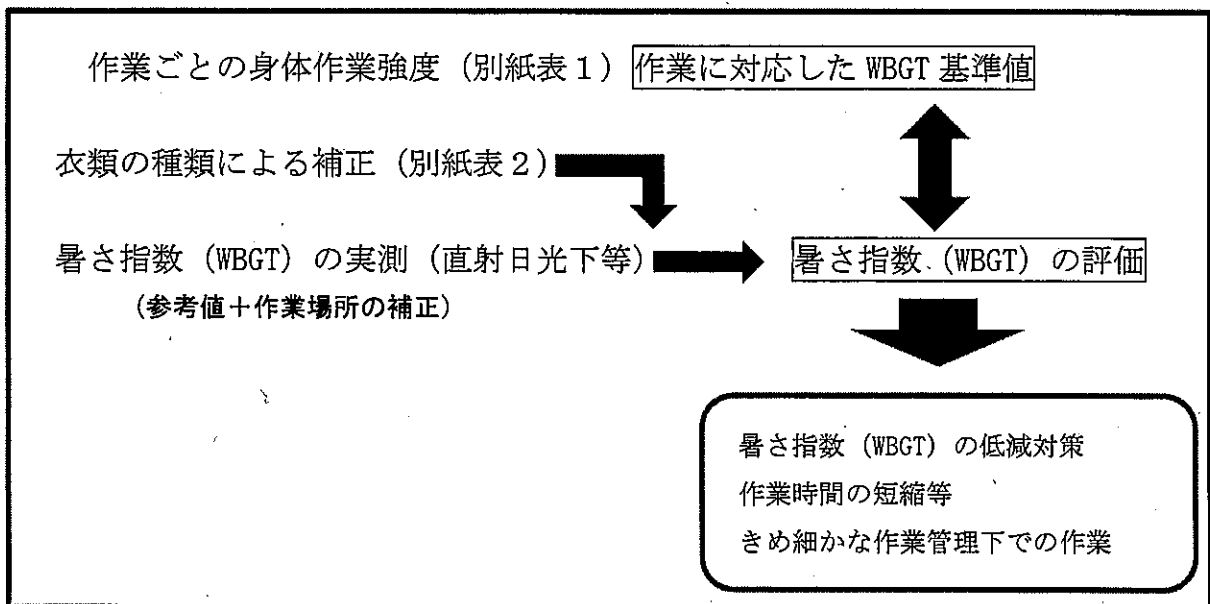 作業ごとの身体作業強度（別紙表１）作業に対応した WBGT 基準値
衣類の種類による補正（別紙表２）
暑さ指数（WBGT）の実測（直射日光下等）
暑さ指数（WBGT）の評価
（参考値＋作業場所の補正）
暑さ指数（WBGT）の低減対策
作業時間の短縮等
きめ細かな作業管理下での作業